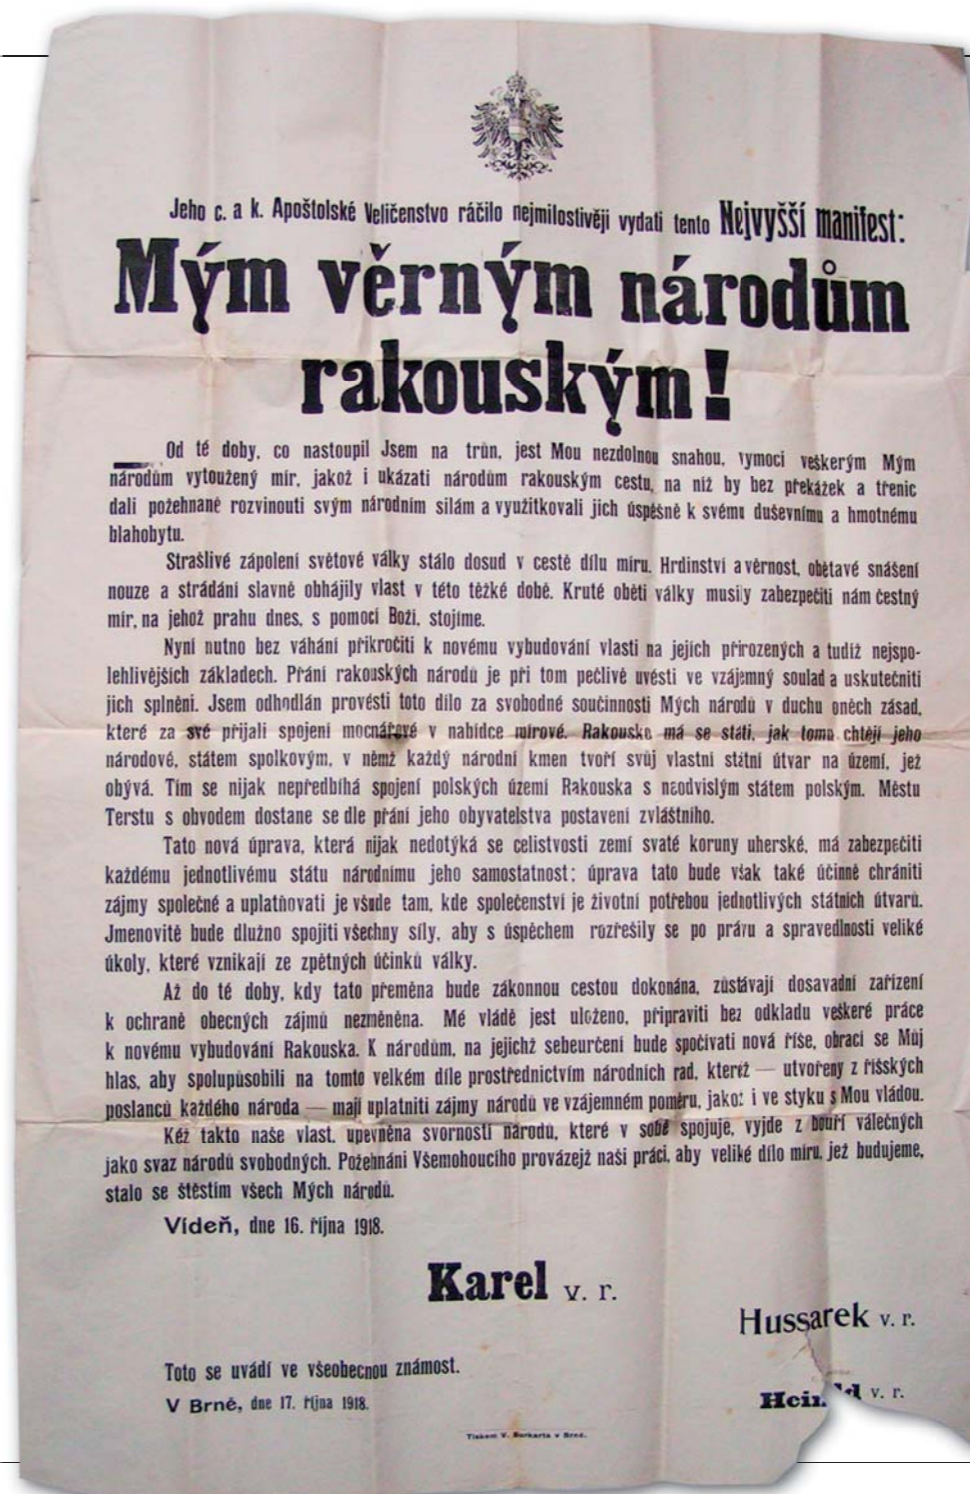 Jeho c. a k. Apoštolské Veličenstvo ráčilo nejmilostivěji vydati tento Nejvyšší manifest:
Mým věrným národům
rakouským!
Od té doby, co nastoupil Jsem na trůn, jest Mou nezdolnou snahou, vymoci veškerým Mým
národům vytoužený mír, jakož i ukázati národům rakouským cestu, na níž by bez překážek a třenic
dali požehnaně rozvinouti svým národním silám a využitkovali jich úspěšně k svému duševnímu a hmotnému
blahobytu.
Strašlivé zápolení světové války stálo dosud v cestě dílu míru. Hrdinství a věrnost, obětavé snášení
nouze a strádání slavně obhájily vlast v této těžké době. Kruté oběti války musily zabezpečiti nám čestný
mír, na jehož prahu dnes, s pomocí Boží, stojíme.
Nyní nutno bez váhání přikročiti k novému vybudování vlasti na jejích přirozených a tudíž nejspo-
lehlivějších základech. Přání rakouských národů je při tom pečlivě uvésti ve vzájemný soulad a uskutečniti
jich splnění. Jsem odhodlán provésti toto dílo za svobodné součinnosti Mých národů v duchu oněch zásad,
které za své přijali spojení mocnářové v nabídce mírové. Rakousko má se státi, jak tomu chtějí jeho
národové, státem spolkovým, v němž každý národní kmen tvoří svůj vlastní státní útvar na území, jež
obývá. Tím se nijak nepředbíhá spojení polských území Rakouska s neodvislým státem polským. Městu
Terstu s obvodem dostane se dle přání jeho obyvatelstva postavení zvláštního.
Tato nová úprava, která nijak nedotýká se celistvosti zemí svaté koruny uherské, má zabezpečiti
každému jednotlivému státu národnímu jeho samostatnost; úprava tato bude však také účinně chrániti
zájmy společné a uplatňovati je všude tam, kde společenství je životní potřebou jednotlivých státních útvarů.
Jmenovitě bude dlužno spojiti všechny síly, aby s úspěchem rozřešily se po právu a spravedlnosti veliké
úkoly, které vznikají ze zpětných účinků války.
Až do té doby, kdy tato přeměna bude zákonnou cestou dokonána, zůstávají dosavadní zařízení
k ochraně obecných zájmů nezměněna. Mé vládě jest uloženo, připraviti bez odkladu veškeré práce
k novému vybudování Rakouska. K národům, na jejichž sebeurčení bude spočívati nová říše, obrací se Můj
hlas, aby spolupůsobili na tomto velkém díle prostřednictvím národních rad, kteréž — utvořeny z říšských
poslanců každého národa — mají uplatniti zájmy národů ve vzájemném poměru, jakož i ve styku s Mou vládou.
Kéž takto naše vlast, upevněna svorností národů, které v sobě spojuje, vyjde z bouří válečných
jako svaz národů svobodných. Požehnání Všemohoucího provázejž naši práci, aby veliké dílo míru, jež budujeme,
stalo se štěstím všech Mých národů.
Vídeň, dne 16. října 1918.
Karel v. r.
Hussarek v. r.
Toto se uvádí ve všeobecnou známost.
V Brně, dne 17. října 1918.
v. r.
Tiskem V. Burkarta v Brně.